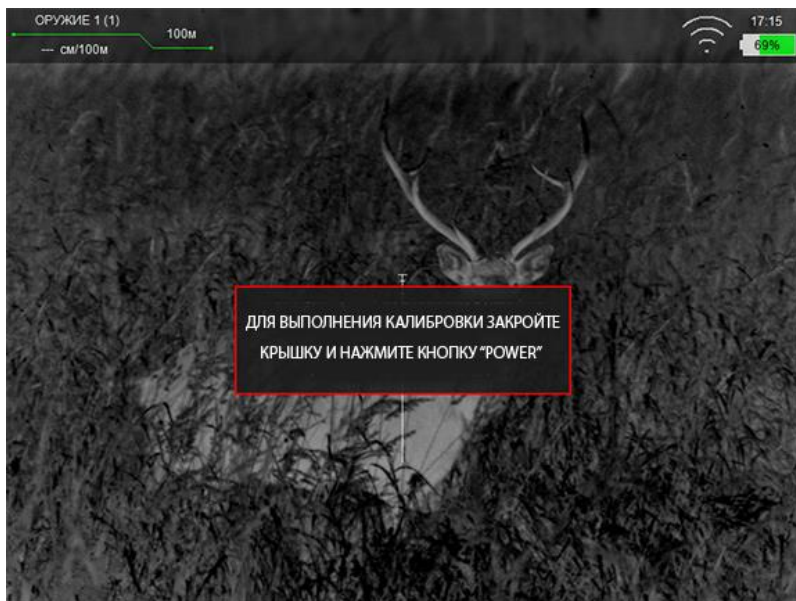 ОРУЖИЕ 1 (1)
100м
--- см/100м
17:15
69%
ДЛЯ ВЫПОЛНЕНИЯ КАЛИБРОВКИ ЗАКРОЙТЕ
КРЫШКУ И НАЖМИТЕ КНОПКУ “POWER”